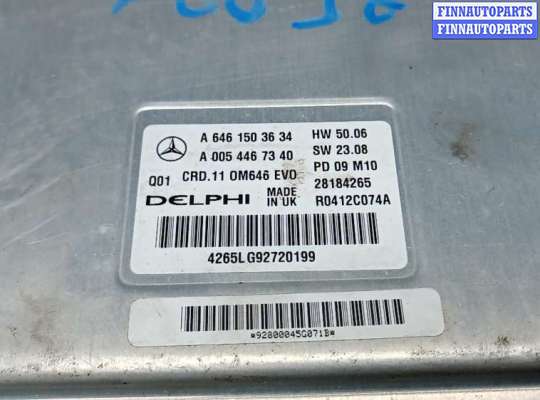 FINNAUTOPARTS
FINNAUTOPARTS
A 646 150 36 34 HW 50.06
A 005 446 73 40 SW 23.08
Q01 CRD.11 OM646 EVO PD 09 M10
DELPHI MADE IN UK 28184265
R0412C074A
4265LG92720199
*92800045G071B*